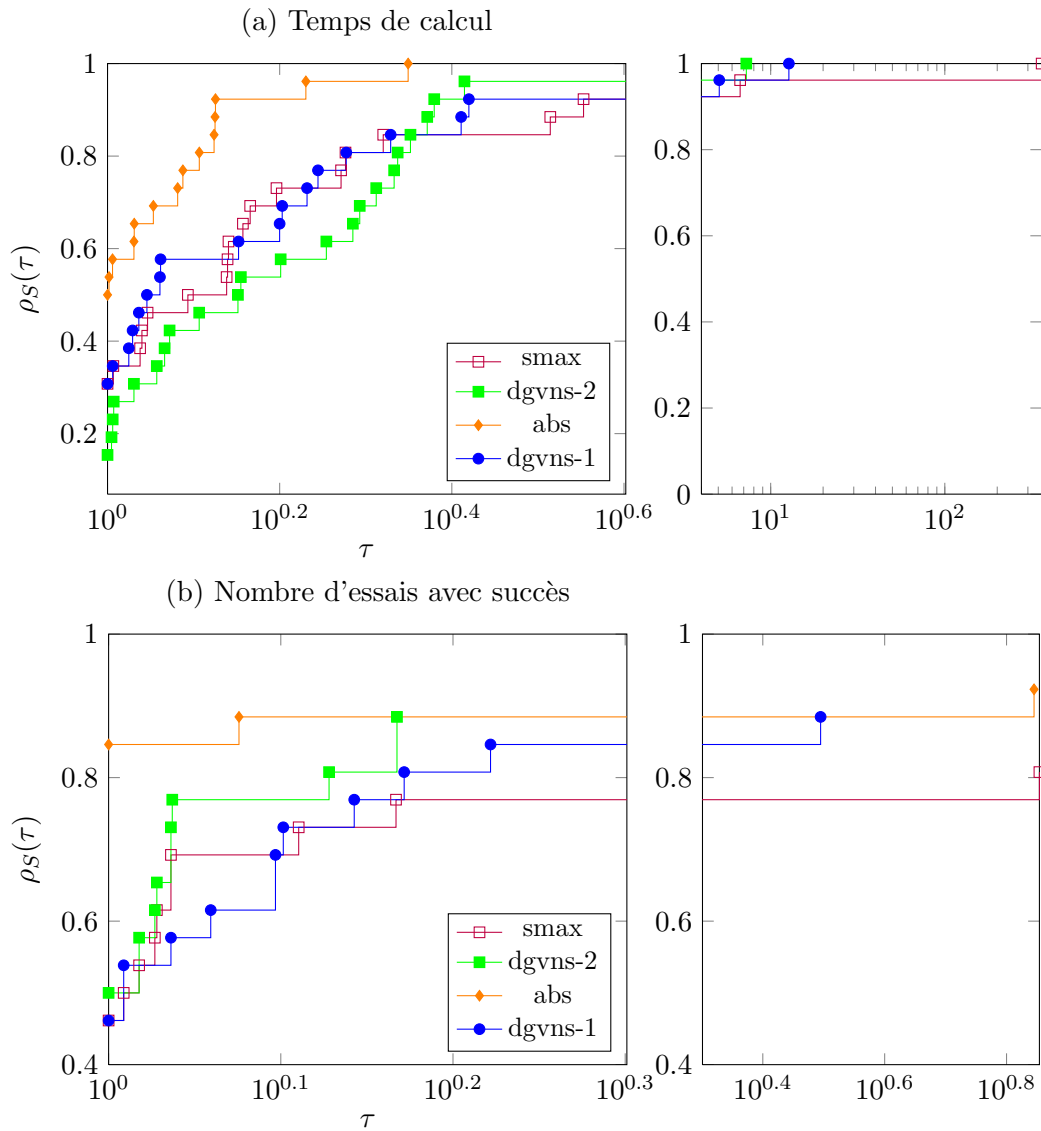 (a) Temps de calcul
1
0.8
0.6
0.4
0.2
ρS(τ)
10^0
10^0.2
10^0.4
10^0.6
τ
smax
dgvns-2
abs
dgvns-1
1
0.8
0.6
0.4
0.2
0
10^1
10^2
(b) Nombre d'essais avec succès
1
0.8
0.6
0.4
ρS(τ)
10^0
10^0.1
10^0.2
10^0.3
τ
smax
dgvns-2
abs
dgvns-1
1
0.8
0.6
0.4
10^0.4
10^0.6
10^0.8